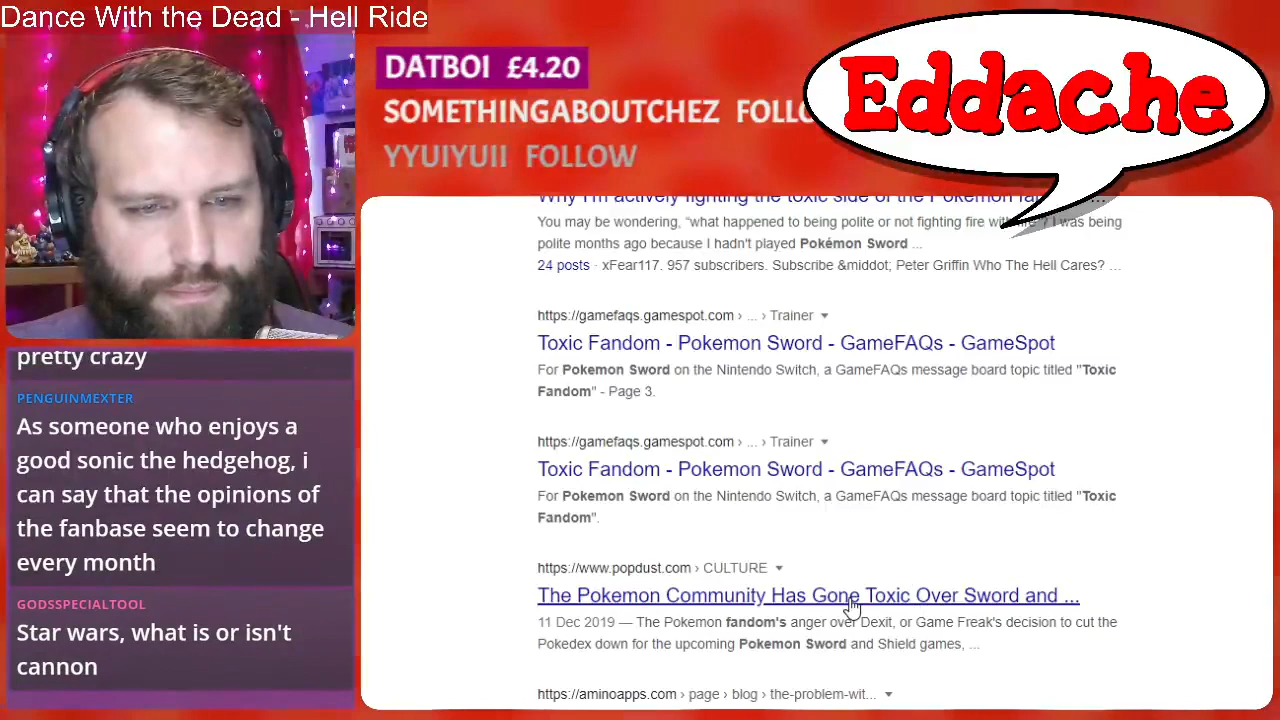 Dance With the Dead - Hell Ride
DATBOI £4.20
SOMETHINGABOUTCHEZ FOLLO
YYUIYUII FOLLOW
Eddache
Why I'm actively fighting the toxic side of the Pokemon
You may be wondering, “what happened to being polite or not fighting fire with fire”? I was being
polite months ago because I hadn't played Pokémon Sword ...
24 posts · xFear117. 957 subscribers. Subscribe &middot; Peter Griffin Who The Hell Cares? ...
https://gamefaqs.gamespot.com › ... › Trainer
Toxic Fandom - Pokemon Sword - GameFAQs - GameSpot
For Pokemon Sword on the Nintendo Switch, a GameFAQs message board topic titled "Toxic
Fandom" - Page 3.
https://gamefaqs.gamespot.com › ... › Trainer
Toxic Fandom - Pokemon Sword - GameFAQs - GameSpot
For Pokemon Sword on the Nintendo Switch, a GameFAQs message board topic titled "Toxic
Fandom".
https://www.popdust.com › CULTURE
The Pokemon Community Has Gone Toxic Over Sword and ...
11 Dec 2019 — The Pokemon fandom's anger over Dexit, or Game Freak's decision to cut the
Pokedex down for the upcoming Pokemon Sword and Shield games, ...
https://aminoapps.com › page › blog › the-problem-wit...
pretty crazy
PENGUINMEXTER
As someone who enjoys a
good sonic the hedgehog, i
can say that the opinions of
the fanbase seem to change
every month
GODSSPECIALTOOL
Star wars, what is or isn't
cannon